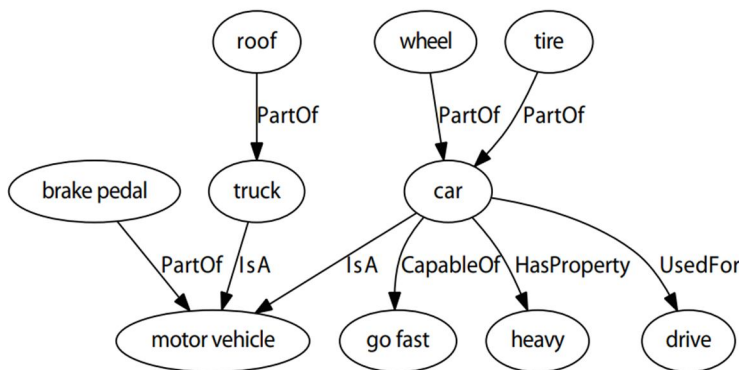 roof
wheel
tire
PartOf
PartOf
PartOf
brake pedal
truck
car
PartOf
IsA
IsA
CapableOf
HasProperty
UsedFor
motor vehicle
go fast
heavy
drive